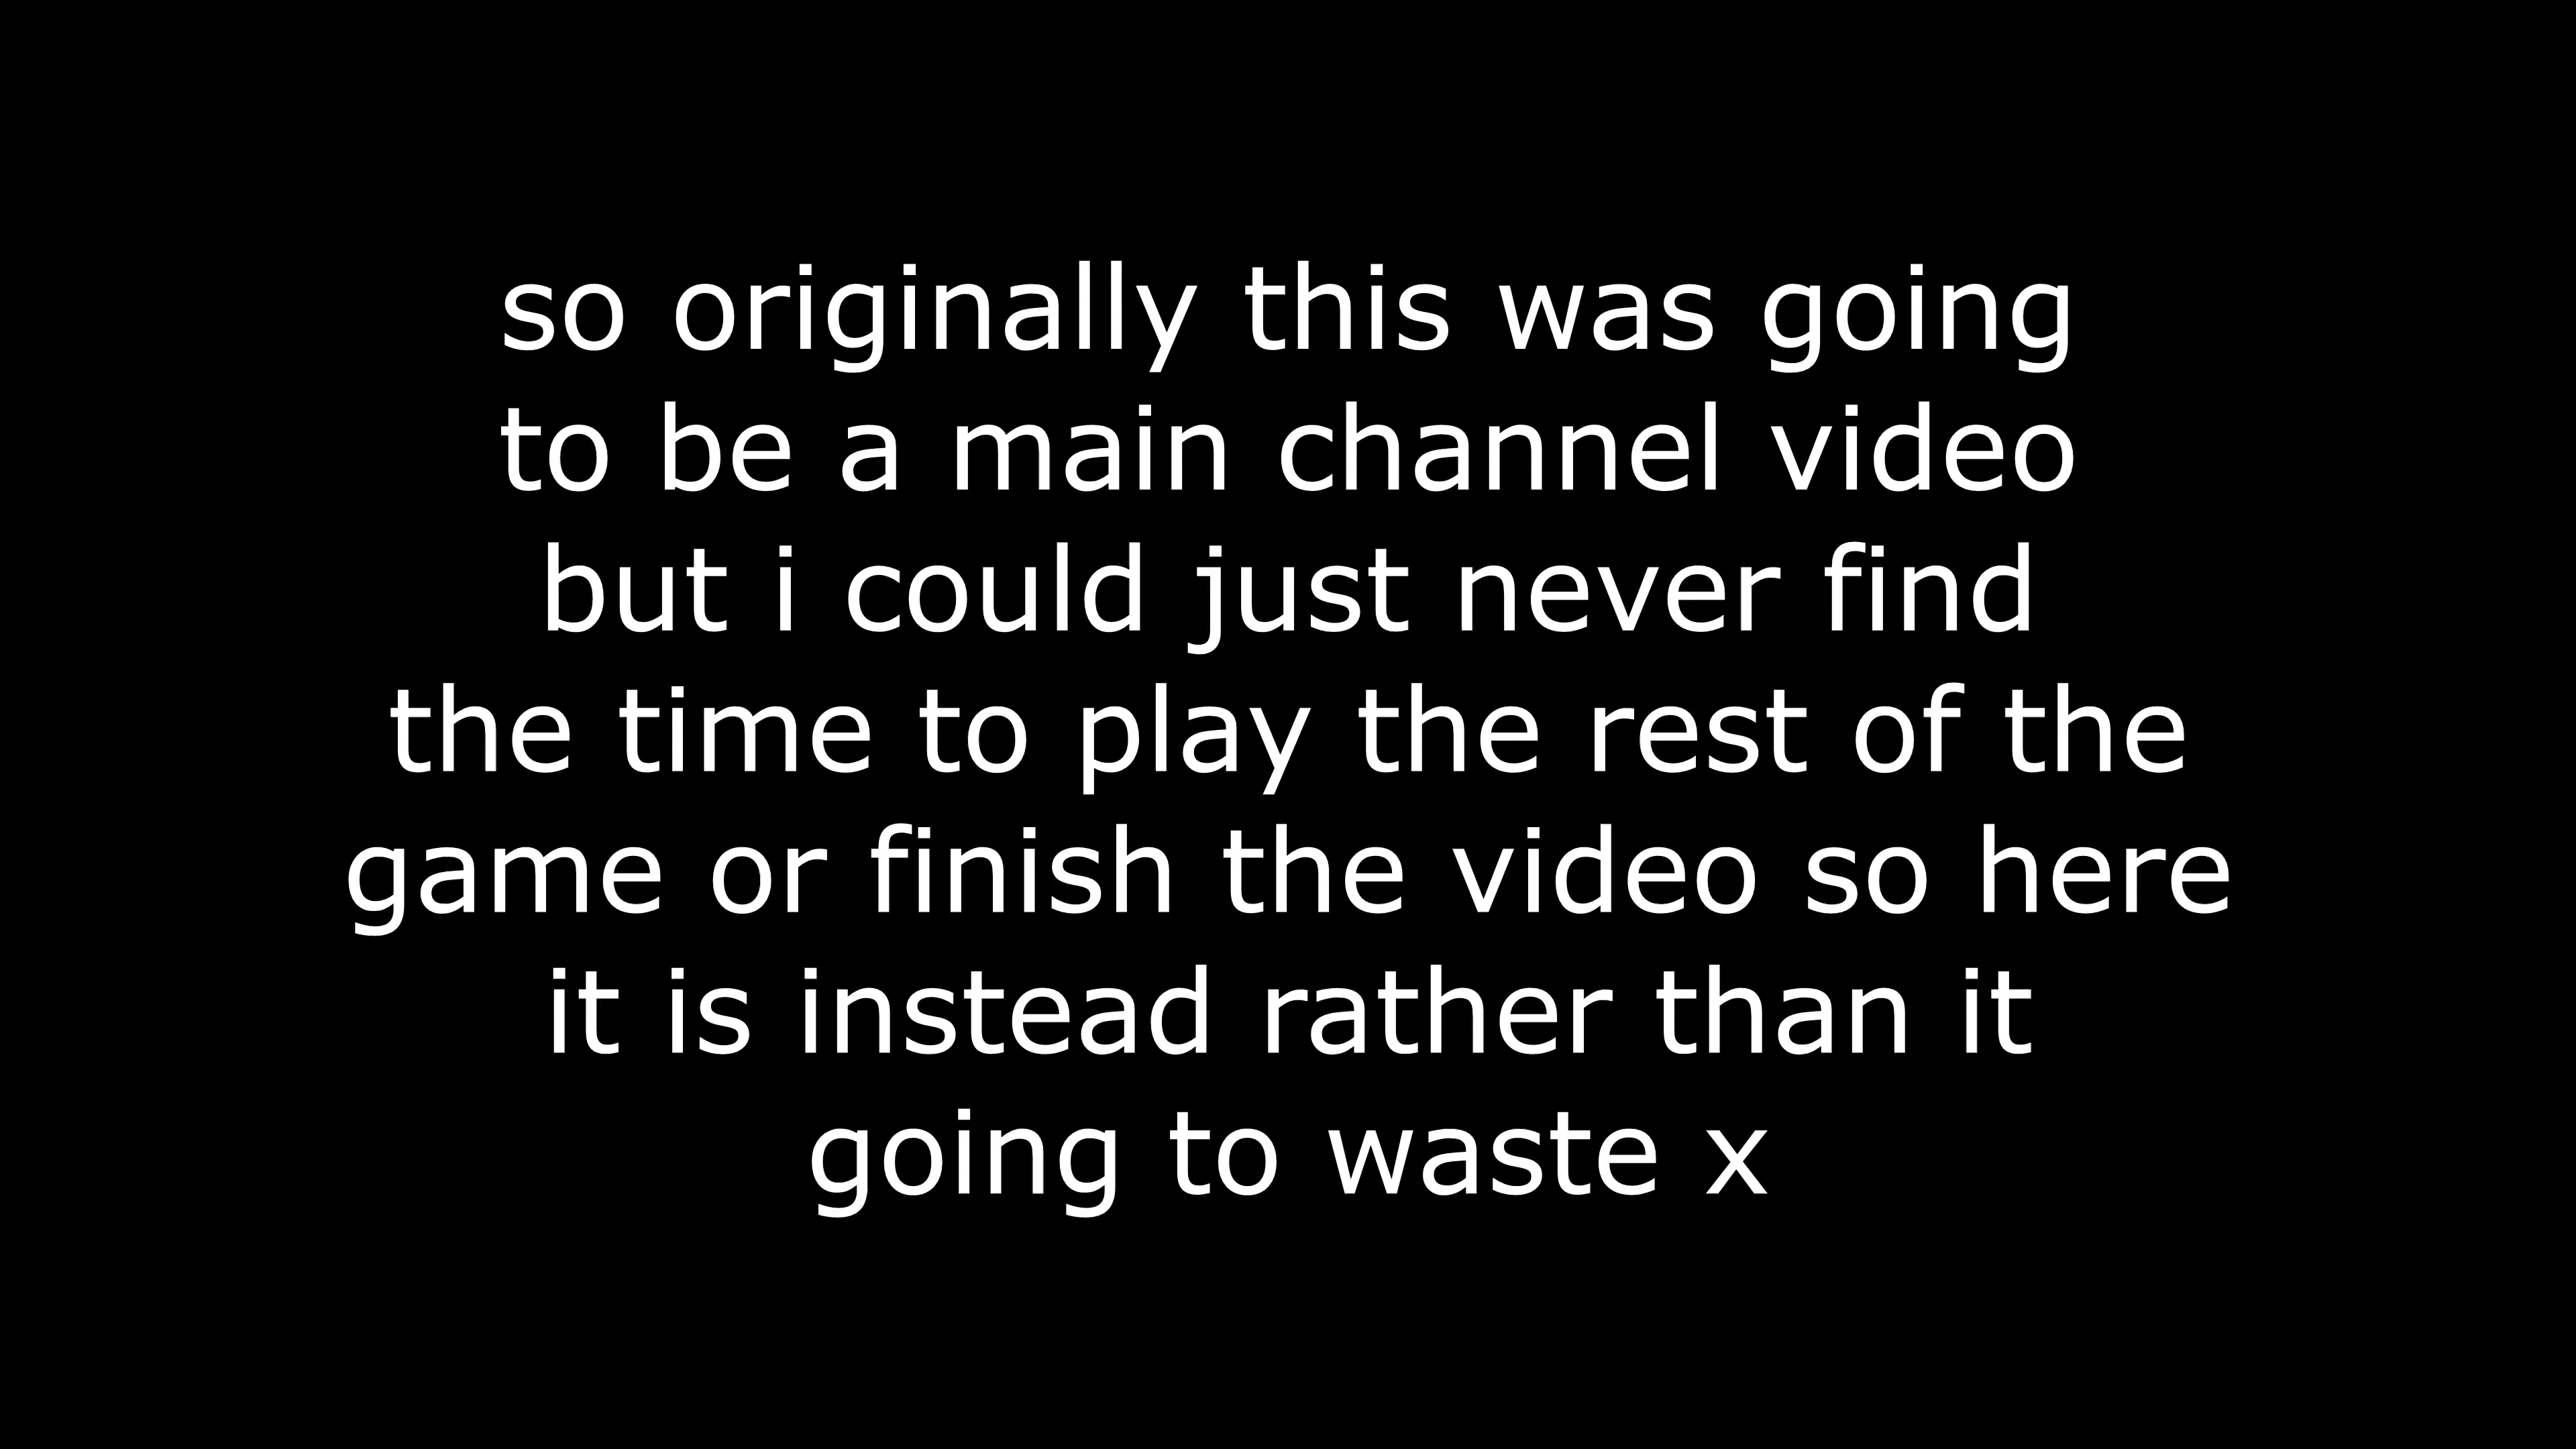 so originally this was going
to be a main channel video
but i could just never find
the time to play the rest of the
game or finish the video so here
it is instead rather than it
going to waste x